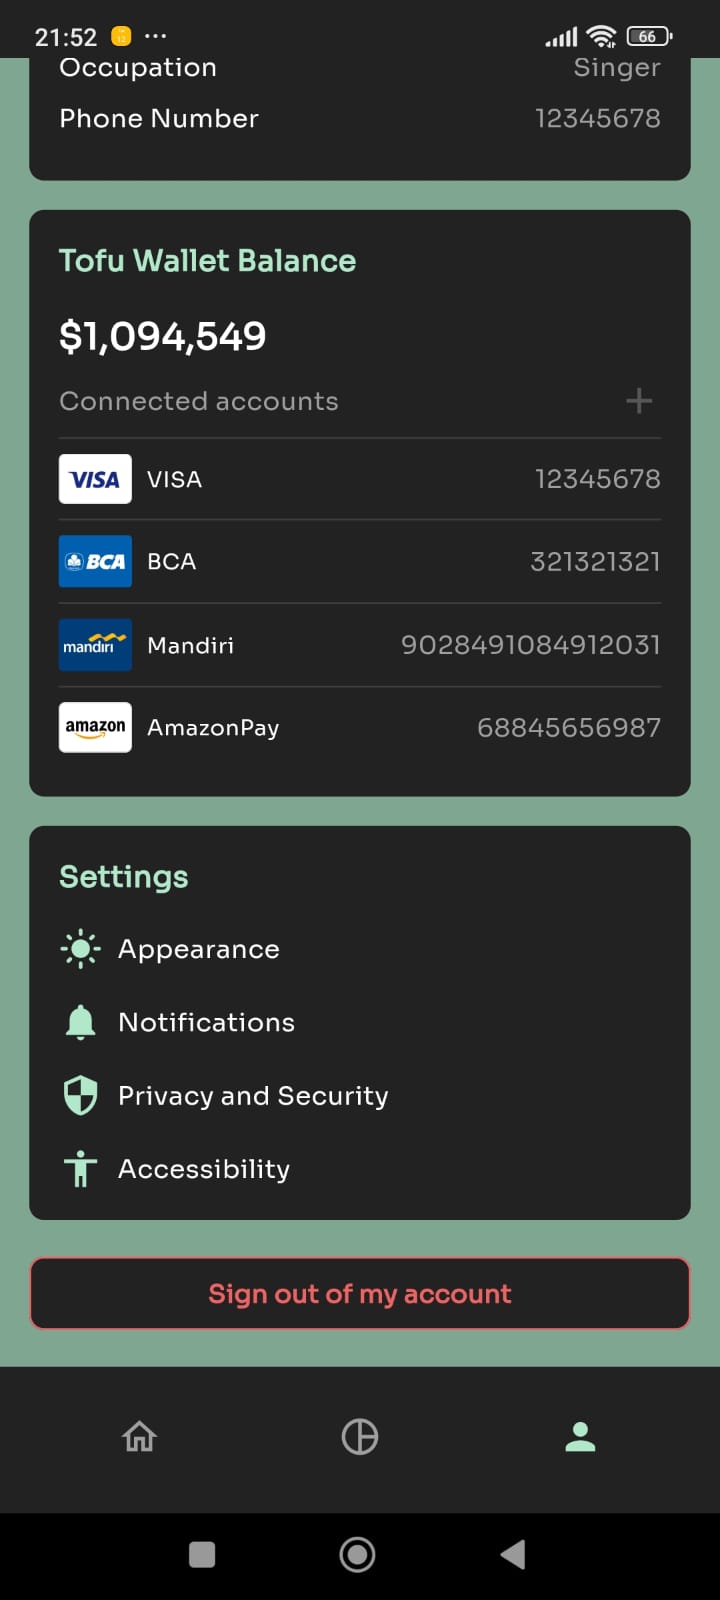 21:52 12 ... 66
Occupation Singer
Phone Number 12345678
Tofu Wallet Balance
$1,094,549
Connected accounts +
VISA VISA 12345678
BCA BCA 321321321
mandiri Mandiri 9028491084912031
amazon AmazonPay 68845656987
Settings
Appearance
Notifications
Privacy and Security
Accessibility
Sign out of my account